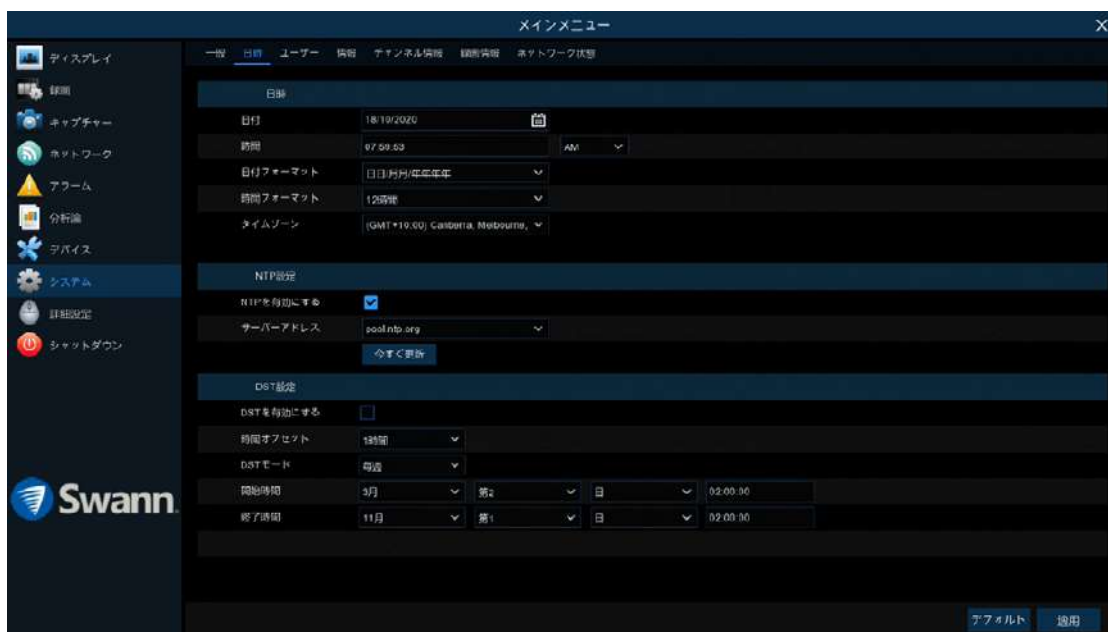 メインメニュー X
ディスプレイ
録画
キャプチャー
ネットワーク
アラーム
分析論
デバイス
システム
詳細設定
シャットダウン
Swann
一般 日時 ユーザー 情報 チャンネル情報 録画情報 ネットワーク状態
日時
日付 18/10/2020
時間 07:59:53 AM
日付フォーマット 日日/月月/年年年年
時間フォーマット 12時間
タイムゾーン (GMT+10:00) Canberra, Melbourne,
NTP設定
NTPを有効にする
サーバーアドレス pool.ntp.org
今すぐ更新
DST設定
DSTを有効にする
時間オフセット 1時間
DSTモード 毎週
開始時間 3月 第2 日 02:00:00
終了時間 11月 第1 日 02:00:00
デフォルト 適用